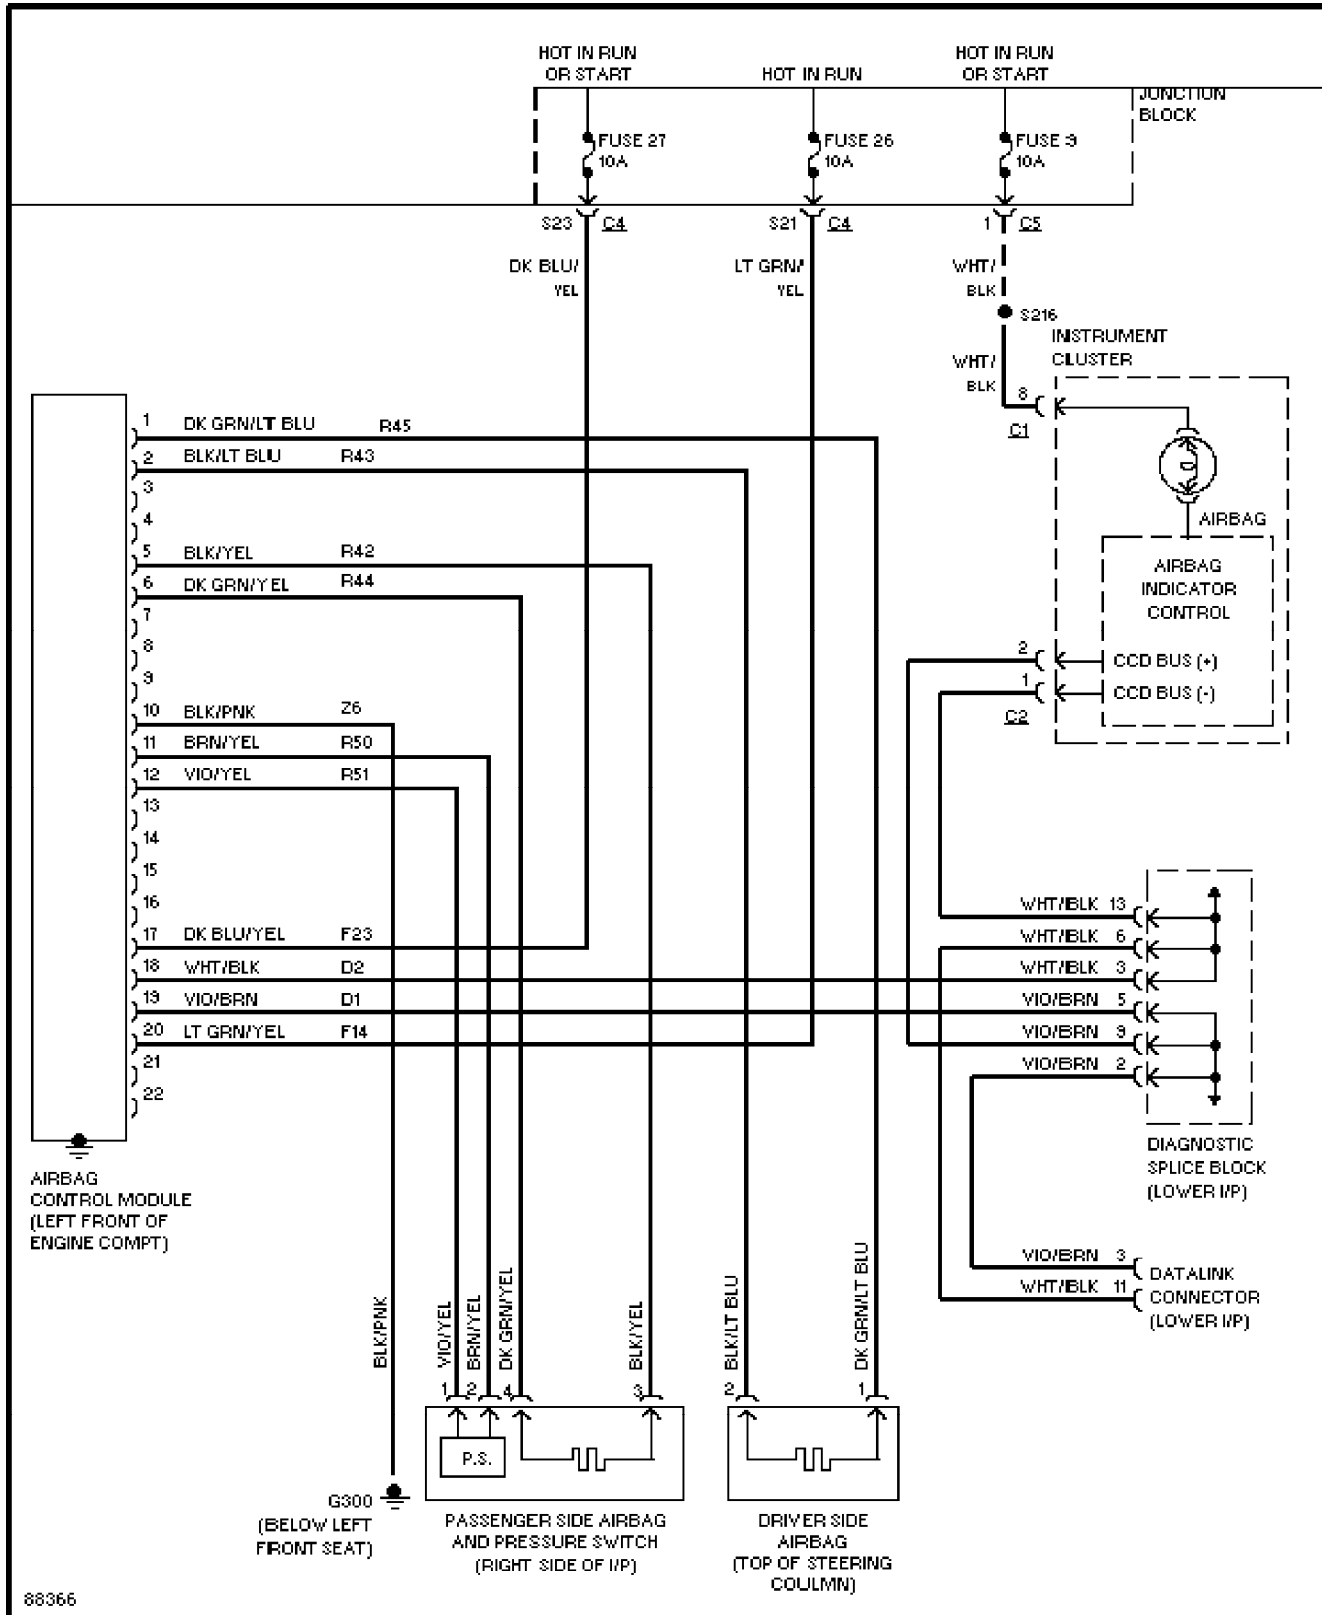 HOT IN RUN
OR START
HOT IN RUN
HOT IN RUN
OR START
JUNCTION
BLOCK
FUSE 27
10A
FUSE 26
10A
FUSE 9
10A
S23 C4
S21 C4
1 C5
DK BLU/
YEL
LT GRN/
YEL
WHT/
BLK
S216
INSTRUMENT
CLUSTER
WHT/
BLK
8
C1
AIRBAG
AIRBAG
INDICATOR
CONTROL
2 CCD BUS (+)
1 CCD BUS (-)
C2
1 DK GRN/LT BLU R45
2 BLK/LT BLU R43
3
4
5 BLK/YEL R42
6 DK GRN/YEL R44
7
8
9
10 BLK/PNK Z6
11 BRN/YEL R50
12 VIO/YEL R51
13
14
15
16
17 DK BLU/YEL F23
18 WHT/BLK D2
19 VIO/BRN D1
20 LT GRN/YEL F14
21
22
AIRBAG
CONTROL MODULE
(LEFT FRONT OF
ENGINE COMPT)
WHT/BLK 13
WHT/BLK 6
WHT/BLK 3
VIO/BRN 5
VIO/BRN 9
VIO/BRN 2
DIAGNOSTIC
SPLICE BLOCK
(LOWER I/P)
VIO/BRN 3
WHT/BLK 11
DATALINK
CONNECTOR
(LOWER I/P)
BLK/PNK
VIO/YEL
BRN/YEL
DK GRN/YEL
BLK/YEL
BLK/LT BLU
DK GRN/LT BLU
1 2 4 3
2 1
P.S.
G300
(BELOW LEFT
FRONT SEAT)
PASSENGER SIDE AIRBAG
AND PRESSURE SWITCH
(RIGHT SIDE OF I/P)
DRIVER SIDE
AIRBAG
(TOP OF STEERING
COULMN)
88366